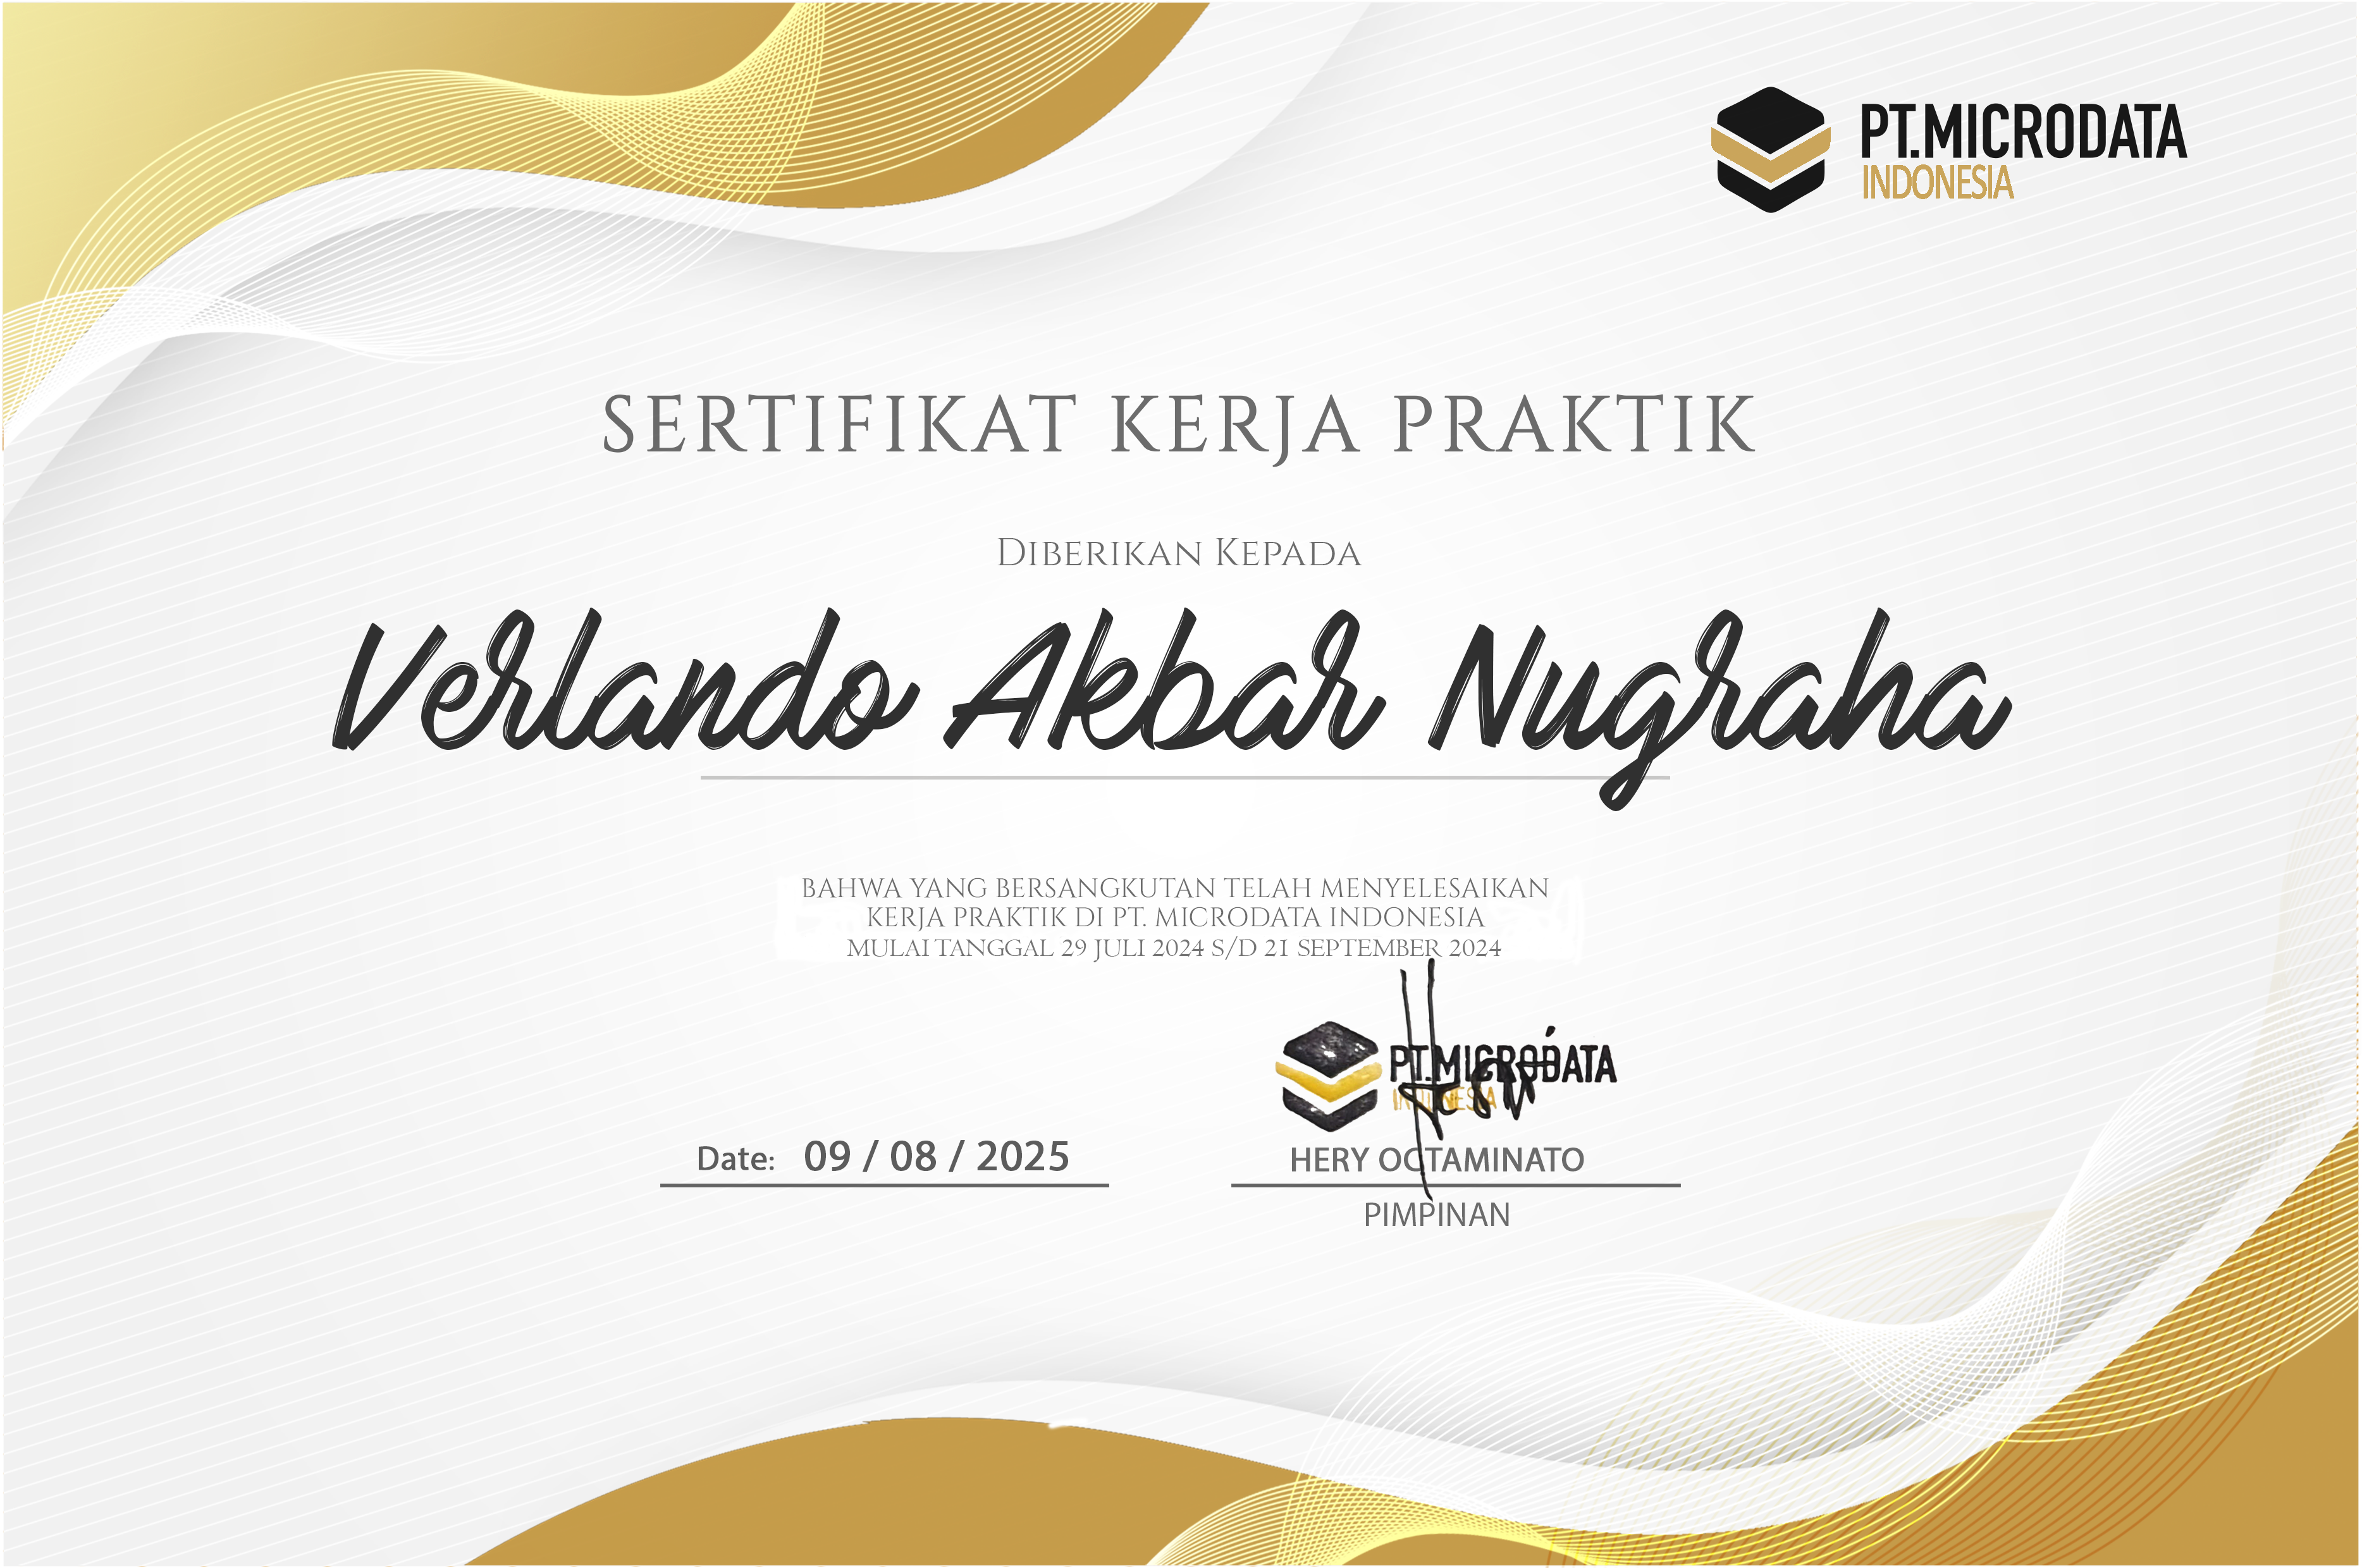 PT.MICRODATA
INDONESIA
SERTIFIKAT KERJA PRAKTIK
Diberikan Kepada
Verlando Akbar Nugraha
BAHWA YANG BERSANGKUTAN TELAH MENYELESAIKAN
KERJA PRAKTIK DI PT. MICRODATA INDONESIA
MULAI TANGGAL 29 JULI 2024 S/D 21 SEPTEMBER 2024
PT.MICRODATA
INDONESIA
Date: 09 / 08 / 2025
HERY OCTAMINATO
PIMPINAN